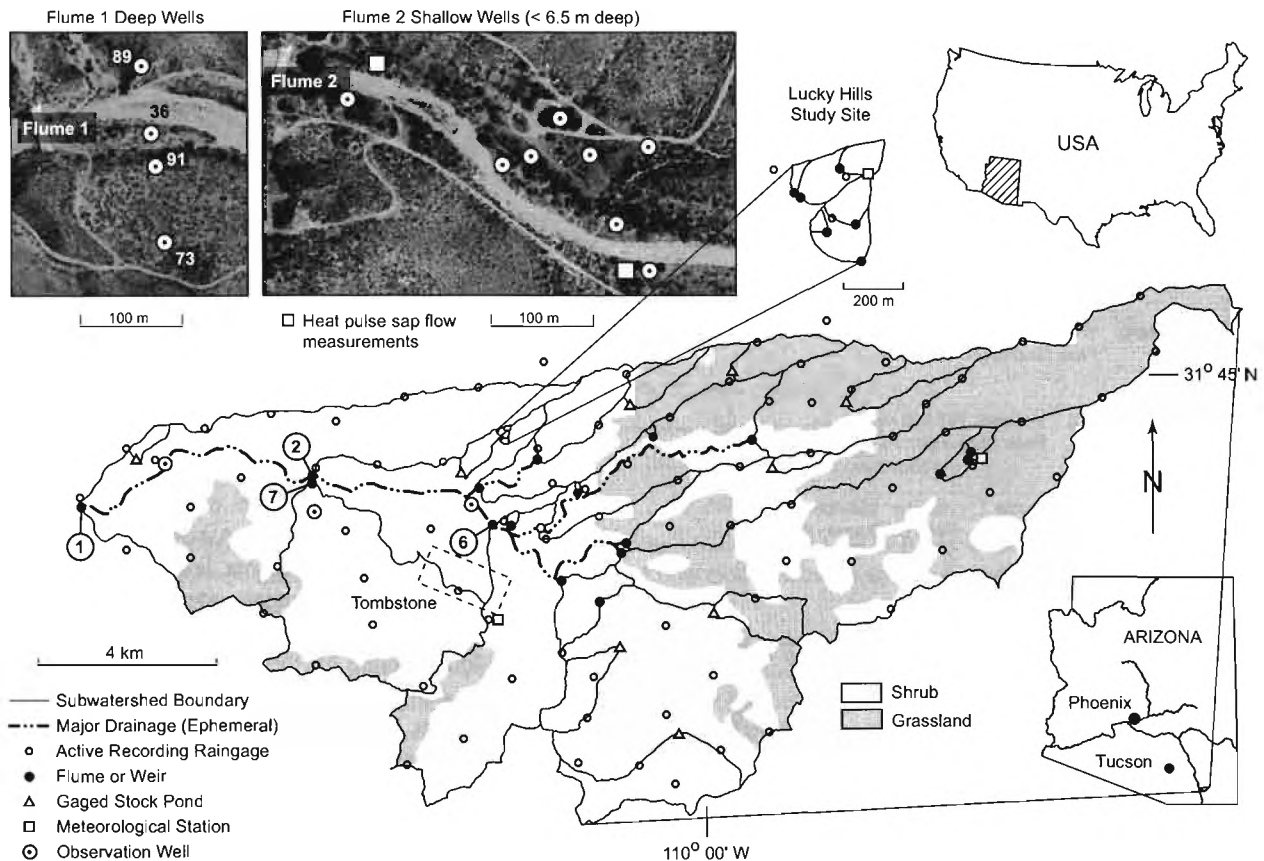 Flume 1 Deep Wells
Flume 2 Shallow Wells (< 6.5 m deep)
89
36
Flume 1
91
73
Flume 2
100 m
Heat pulse sap flow
measurements
100 m
Lucky Hills
Study Site
200 m
USA
31° 45' N
N
1
2
7
6
Tombstone
4 km
Subwatershed Boundary
Major Drainage (Ephemeral)
Active Recording Raingage
Flume or Weir
Gaged Stock Pond
Meteorological Station
Observation Well
Shrub
Grassland
ARIZONA
Phoenix
Tucson
110° 00' W